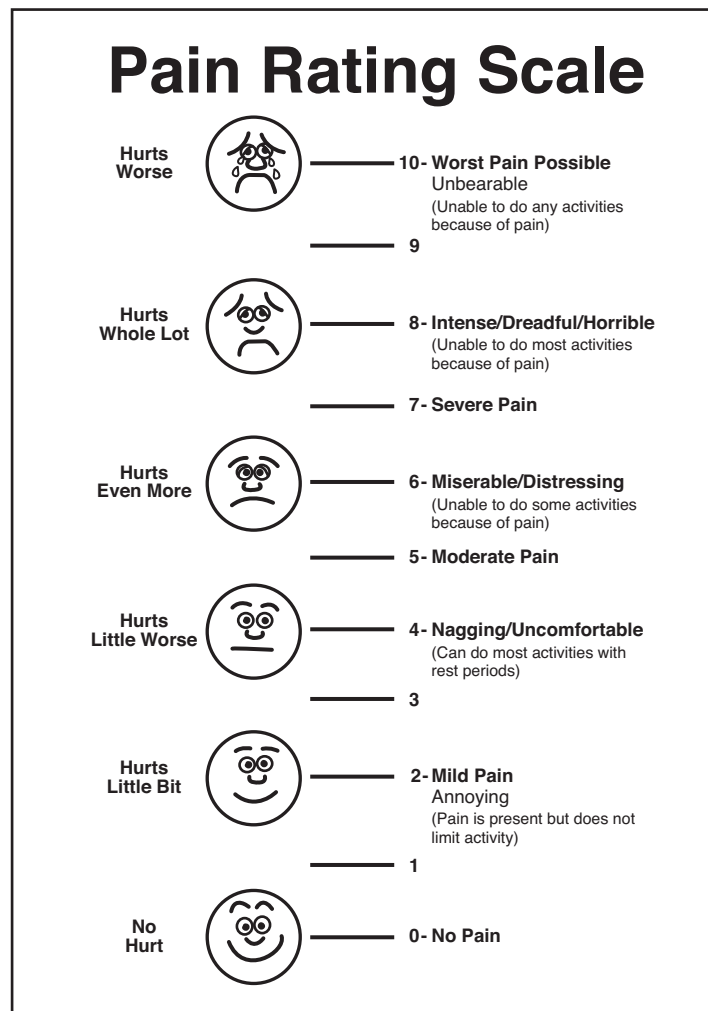 Pain Rating Scale
Hurts
Worse
10- Worst Pain Possible
Unbearable
(Unable to do any activities
because of pain)
9
Hurts
Whole Lot
8- Intense/Dreadful/Horrible
(Unable to do most activities
because of pain)
7- Severe Pain
Hurts
Even More
6- Miserable/Distressing
(Unable to do some activities
because of pain)
5- Moderate Pain
Hurts
Little Worse
4- Nagging/Uncomfortable
(Can do most activities with
rest periods)
3
Hurts
Little Bit
2- Mild Pain
Annoying
(Pain is present but does not
limit activity)
1
No
Hurt
0- No Pain